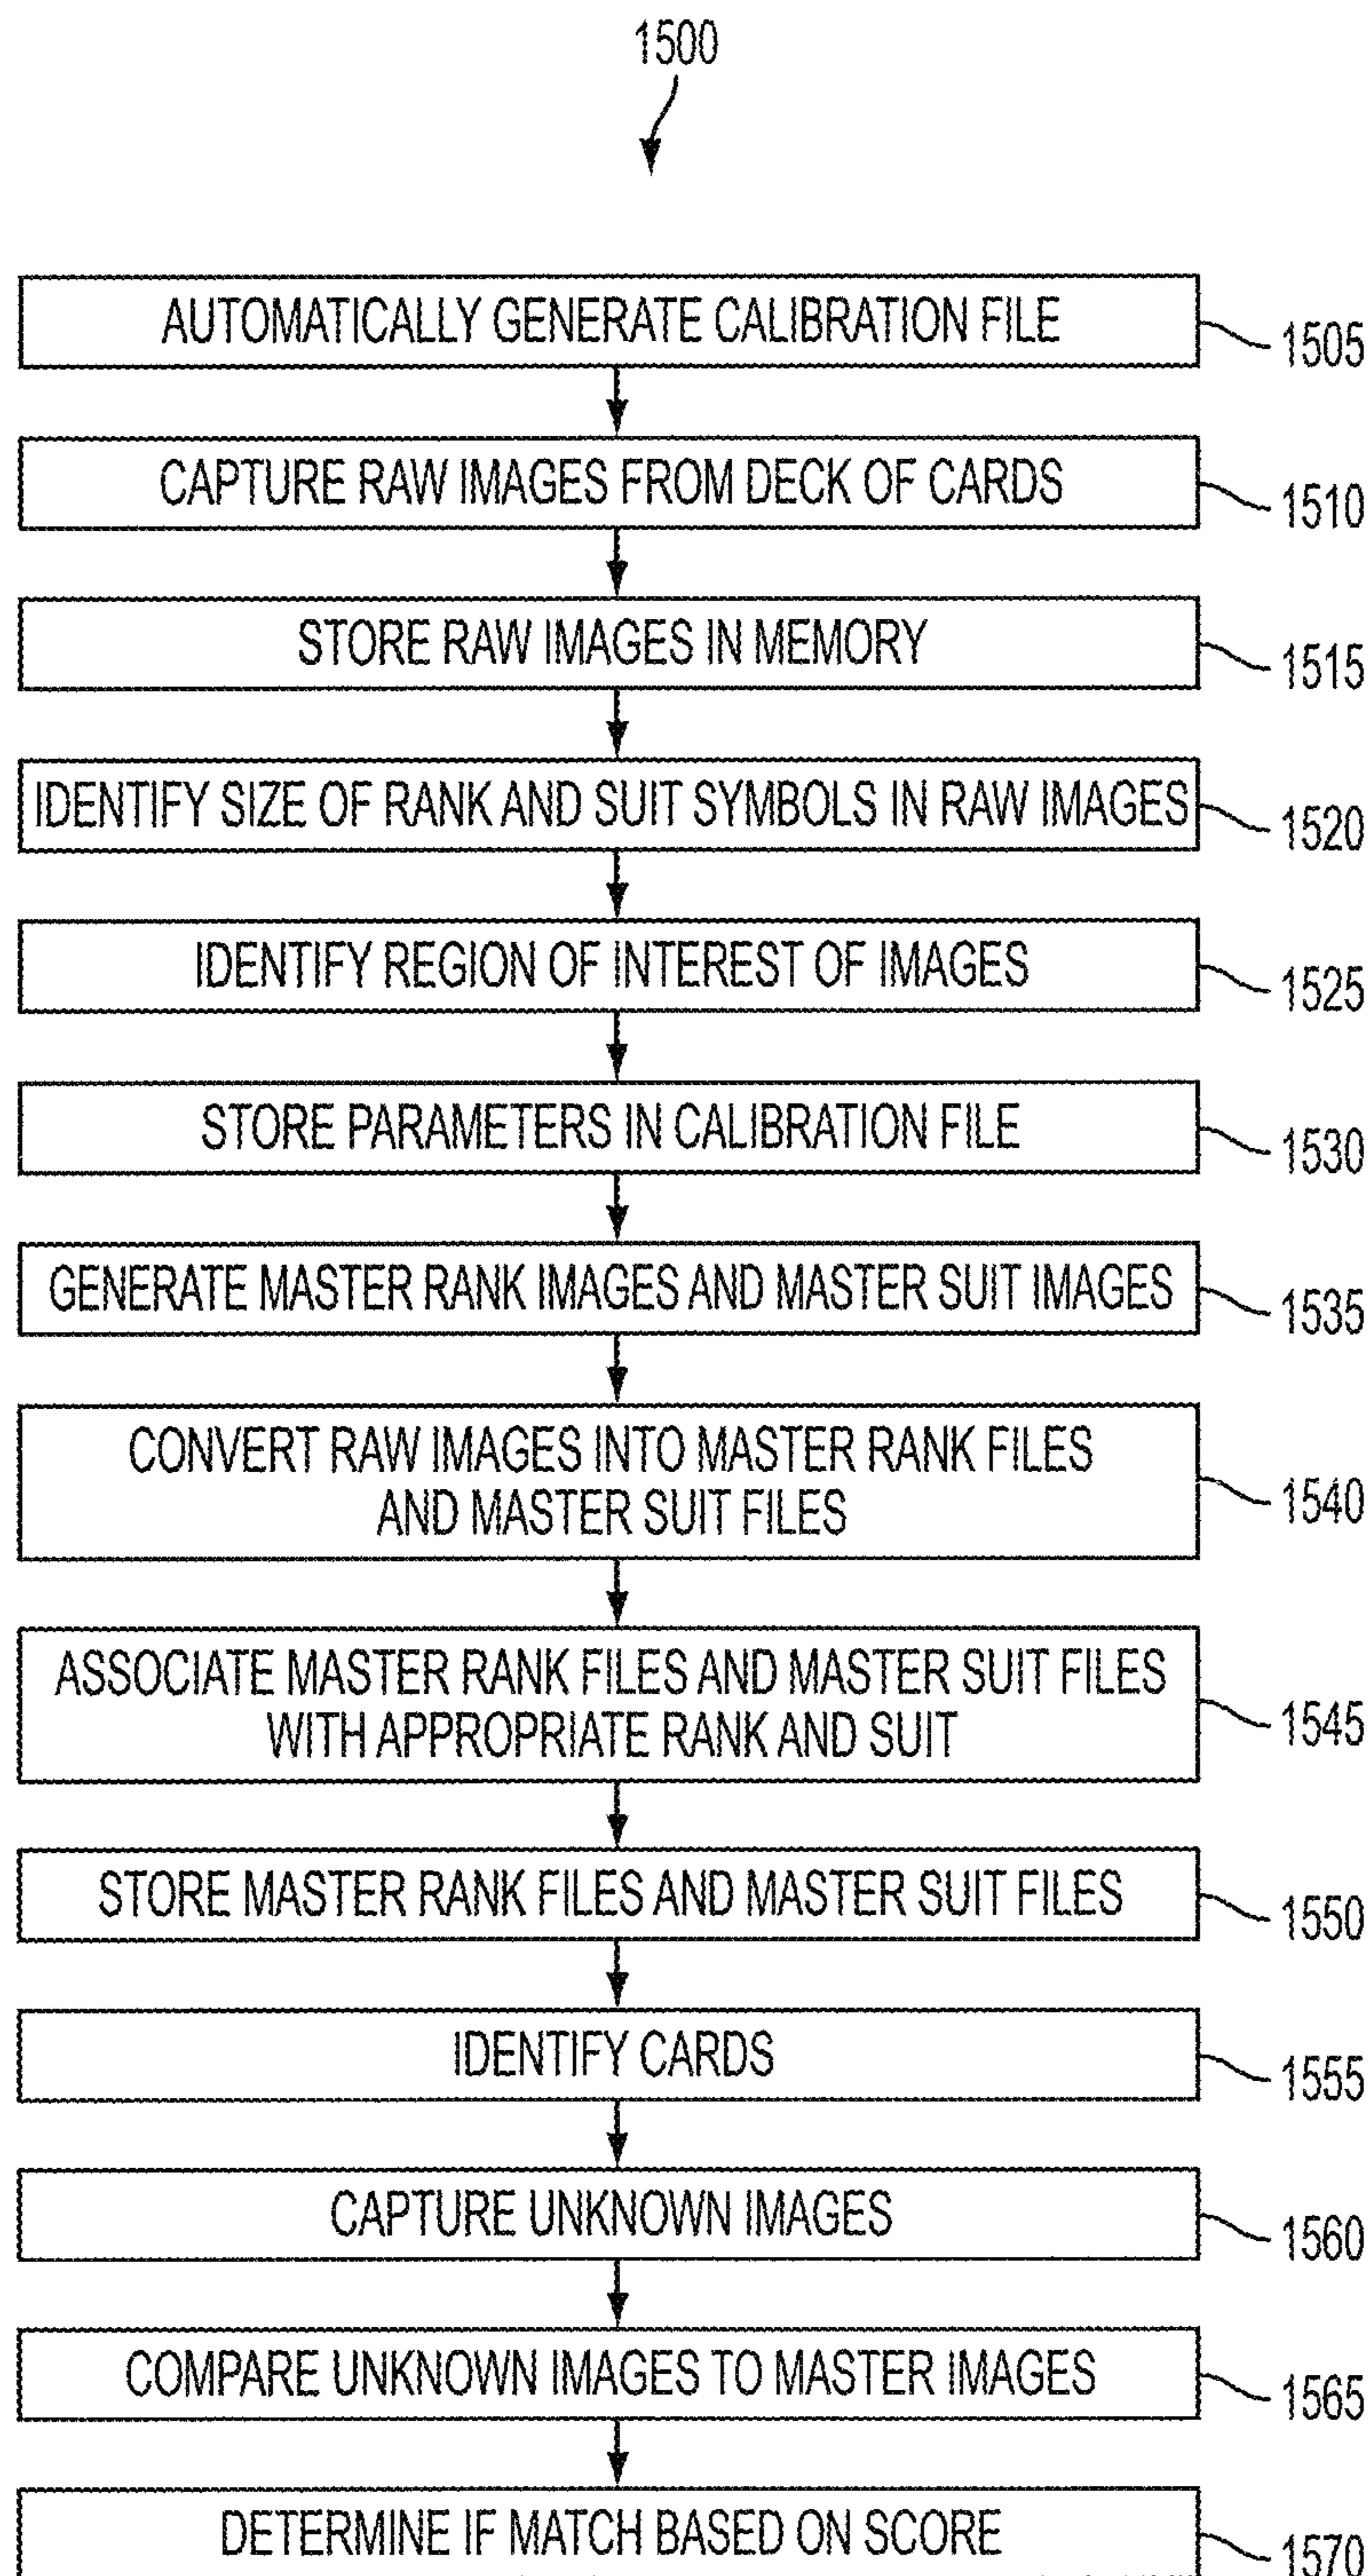 1500
AUTOMATICALLY GENERATE CALIBRATION FILE
1505
CAPTURE RAW IMAGES FROM DECK OF CARDS
1510
STORE RAW IMAGES IN MEMORY
1515
IDENTIFY SIZE OF RANK AND SUIT SYMBOLS IN RAW IMAGES
1520
IDENTIFY REGION OF INTEREST OF IMAGES
1525
STORE PARAMETERS IN CALIBRATION FILE
1530
GENERATE MASTER RANK IMAGES AND MASTER SUIT IMAGES
1535
CONVERT RAW IMAGES INTO MASTER RANK FILES
AND MASTER SUIT FILES
1540
ASSOCIATE MASTER RANK FILES AND MASTER SUIT FILES
WITH APPROPRIATE RANK AND SUIT
1545
STORE MASTER RANK FILES AND MASTER SUIT FILES
1550
IDENTIFY CARDS
1555
CAPTURE UNKNOWN IMAGES
1560
COMPARE UNKNOWN IMAGES TO MASTER IMAGES
1565
DETERMINE IF MATCH BASED ON SCORE
1570